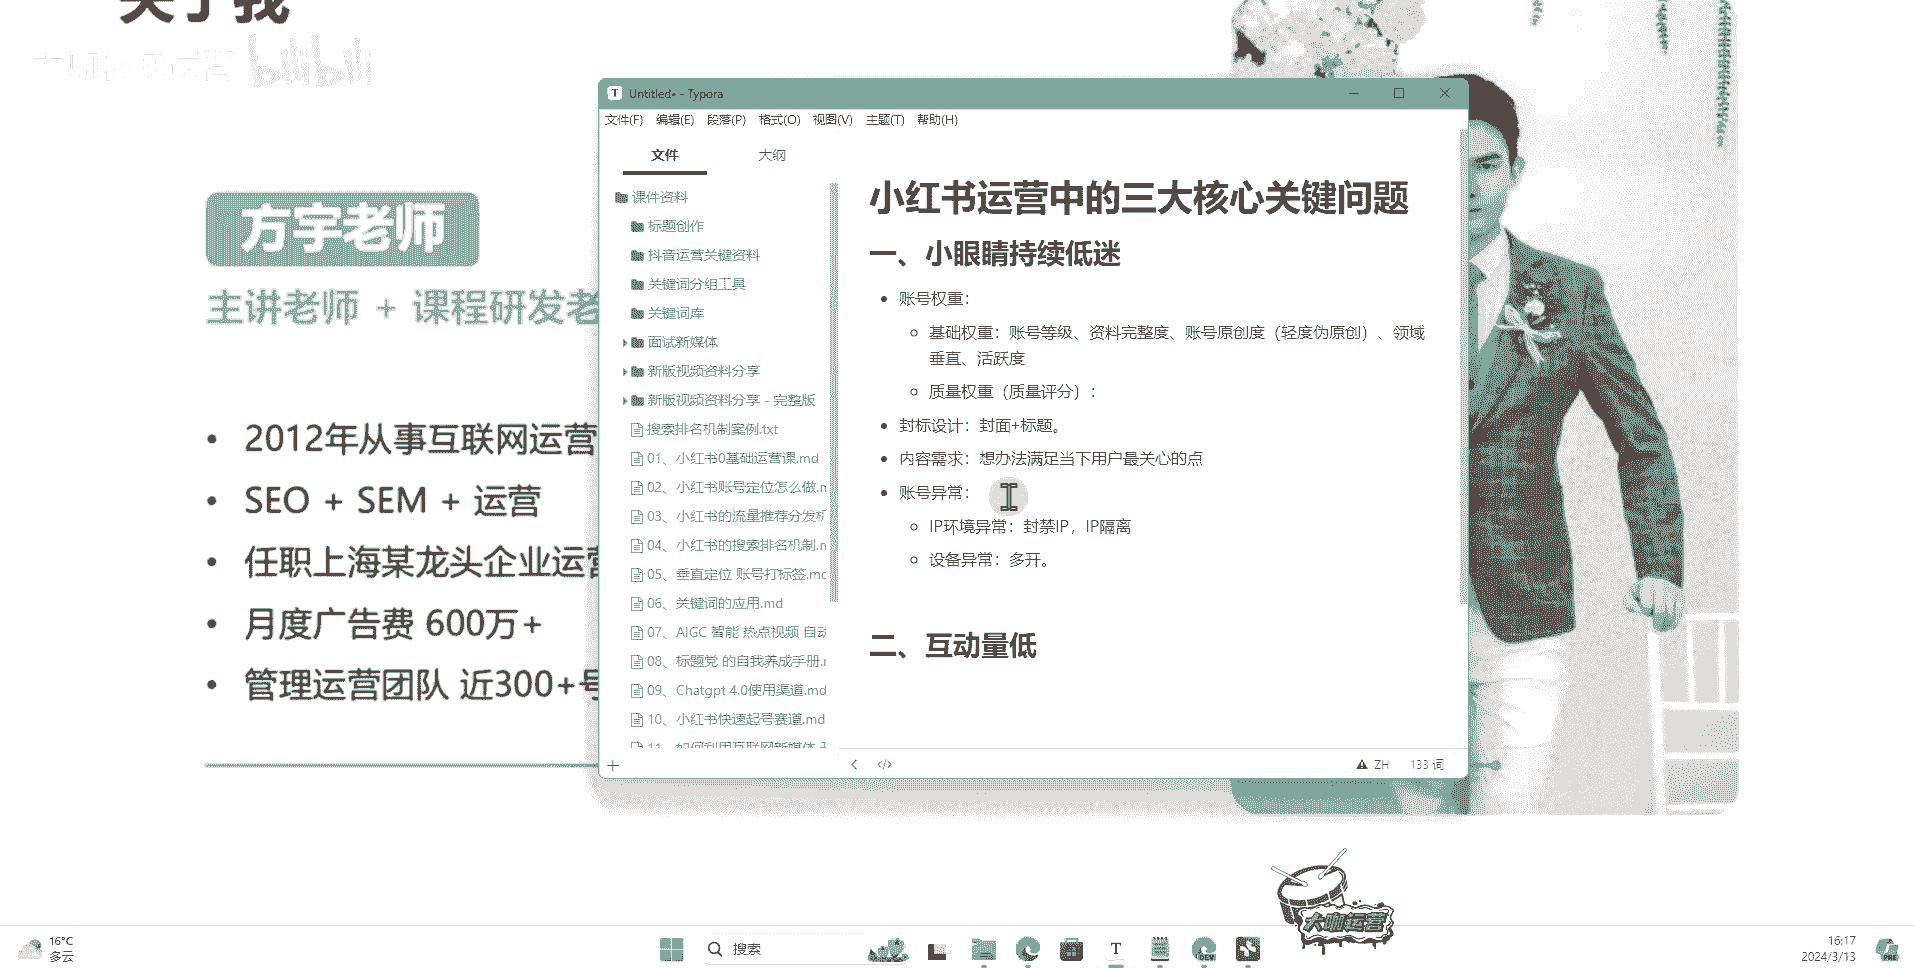 关于我
bilibili
方宇老师
主讲老师 + 课程研发老
2012年从事互联网运营
SEO + SEM + 运营
任职上海某龙头企业运营
月度广告费 600万+
管理运营团队 近300+号
Untitled• - Typora
文件(F) 编辑(E) 段落(P) 格式(O) 视图(V) 主题(T) 帮助(H)
文件 大纲
课件资料
标题创作
抖音运营关键资料
关键词分组工具
关键词库
面试新媒体
新版视频资料分享
新版视频资料分享 - 完整版
搜索排名机制案例.txt
01、小红书0基础运营课.md
02、小红书账号定位怎么做.m
03、小红书的流量推荐分发机
04、小红书的搜索排名机制.m
05、垂直定位 账号打标签.md
06、关键词的应用.md
07、AIGC 智能 热点视频 自动
08、标题党 的自我养成手册.m
09、Chatgpt 4.0使用渠道.md
10、小红书快速起号赛道.md
11、如何利用互联网新媒体
小红书运营中的三大核心关键问题
一、小眼睛持续低迷
账号权重：
基础权重：账号等级、资料完整度、账号原创度（轻度伪原创）、领域
垂直、活跃度
质量权重（质量评分）：
封标设计：封面+标题。
内容需求：想办法满足当下用户最关心的点
账号异常：
IP环境异常：封禁IP，IP隔离
设备异常：多开。
二、互动量低
ZH 133 词
大咖运营
16°C
多云
搜索
T
DEV
16:17
2024/3/13
PRE